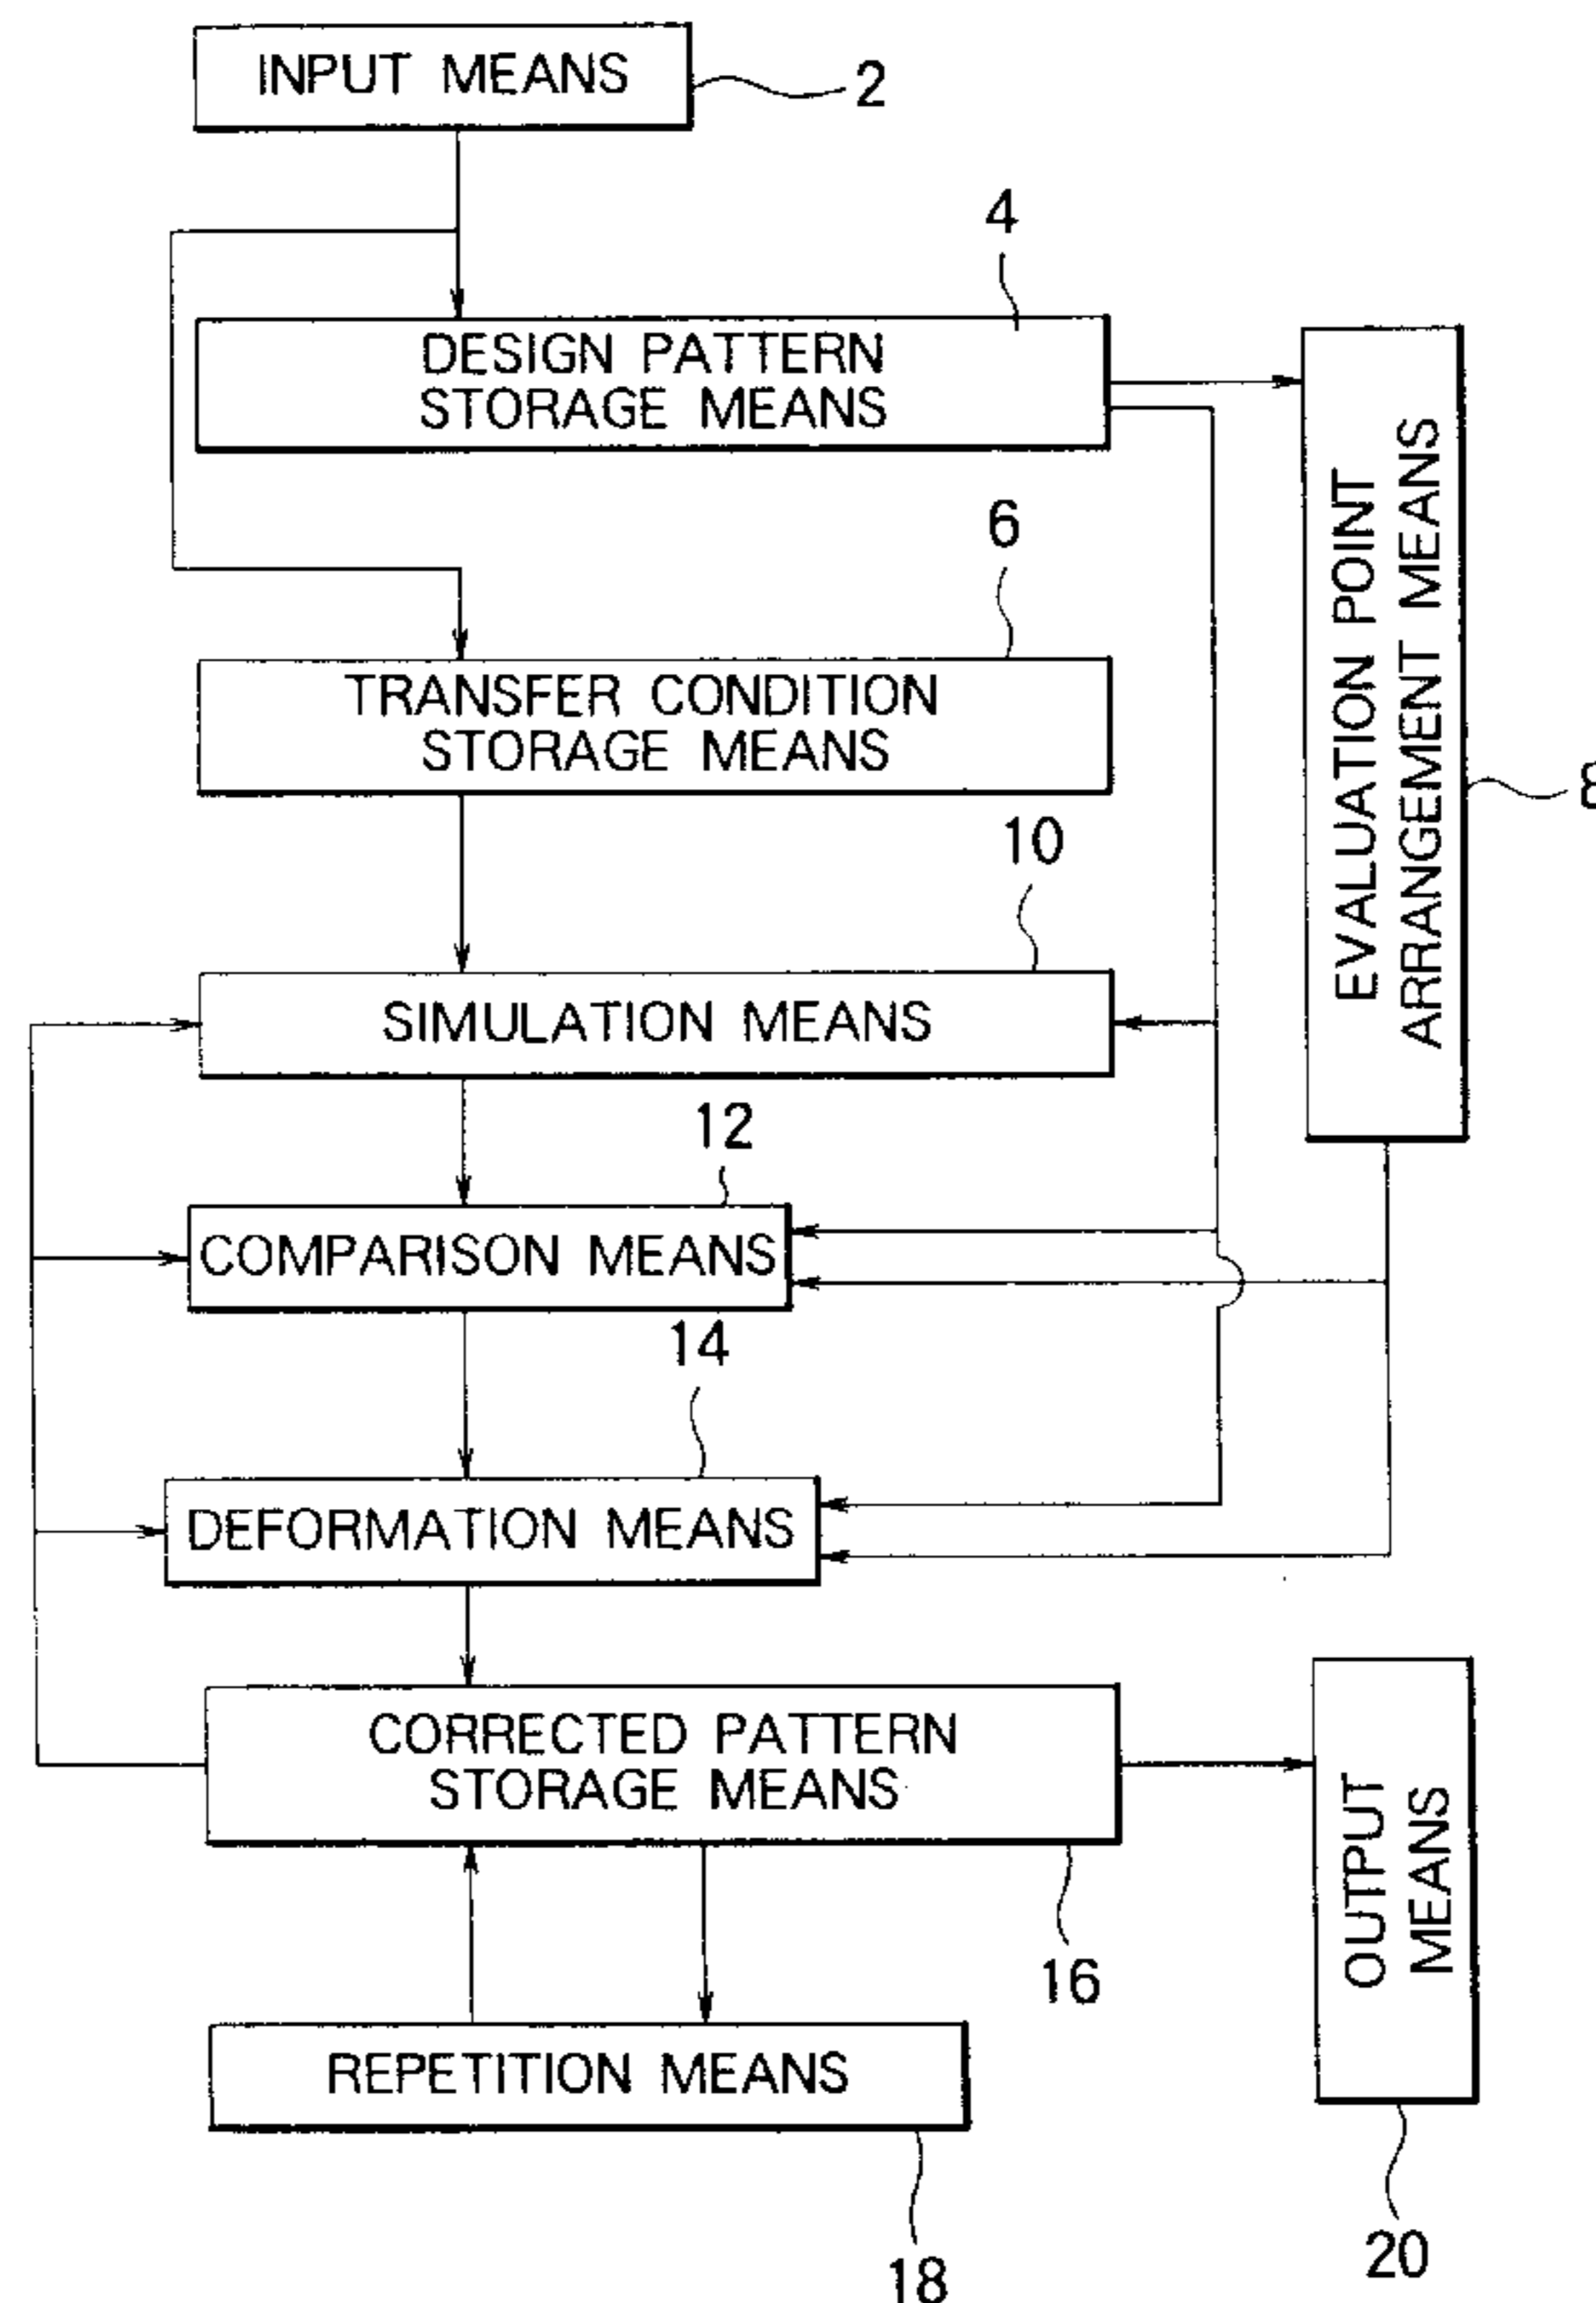 INPUT MEANS
2
4
DESIGN PATTERN
STORAGE MEANS
6
TRANSFER CONDITION
STORAGE MEANS
EVALUATION POINT
ARRANGEMENT MEANS
8
10
SIMULATION MEANS
12
COMPARISON MEANS
14
DEFORMATION MEANS
CORRECTED PATTERN
STORAGE MEANS
16
OUTPUT
MEANS
20
REPETITION MEANS
18